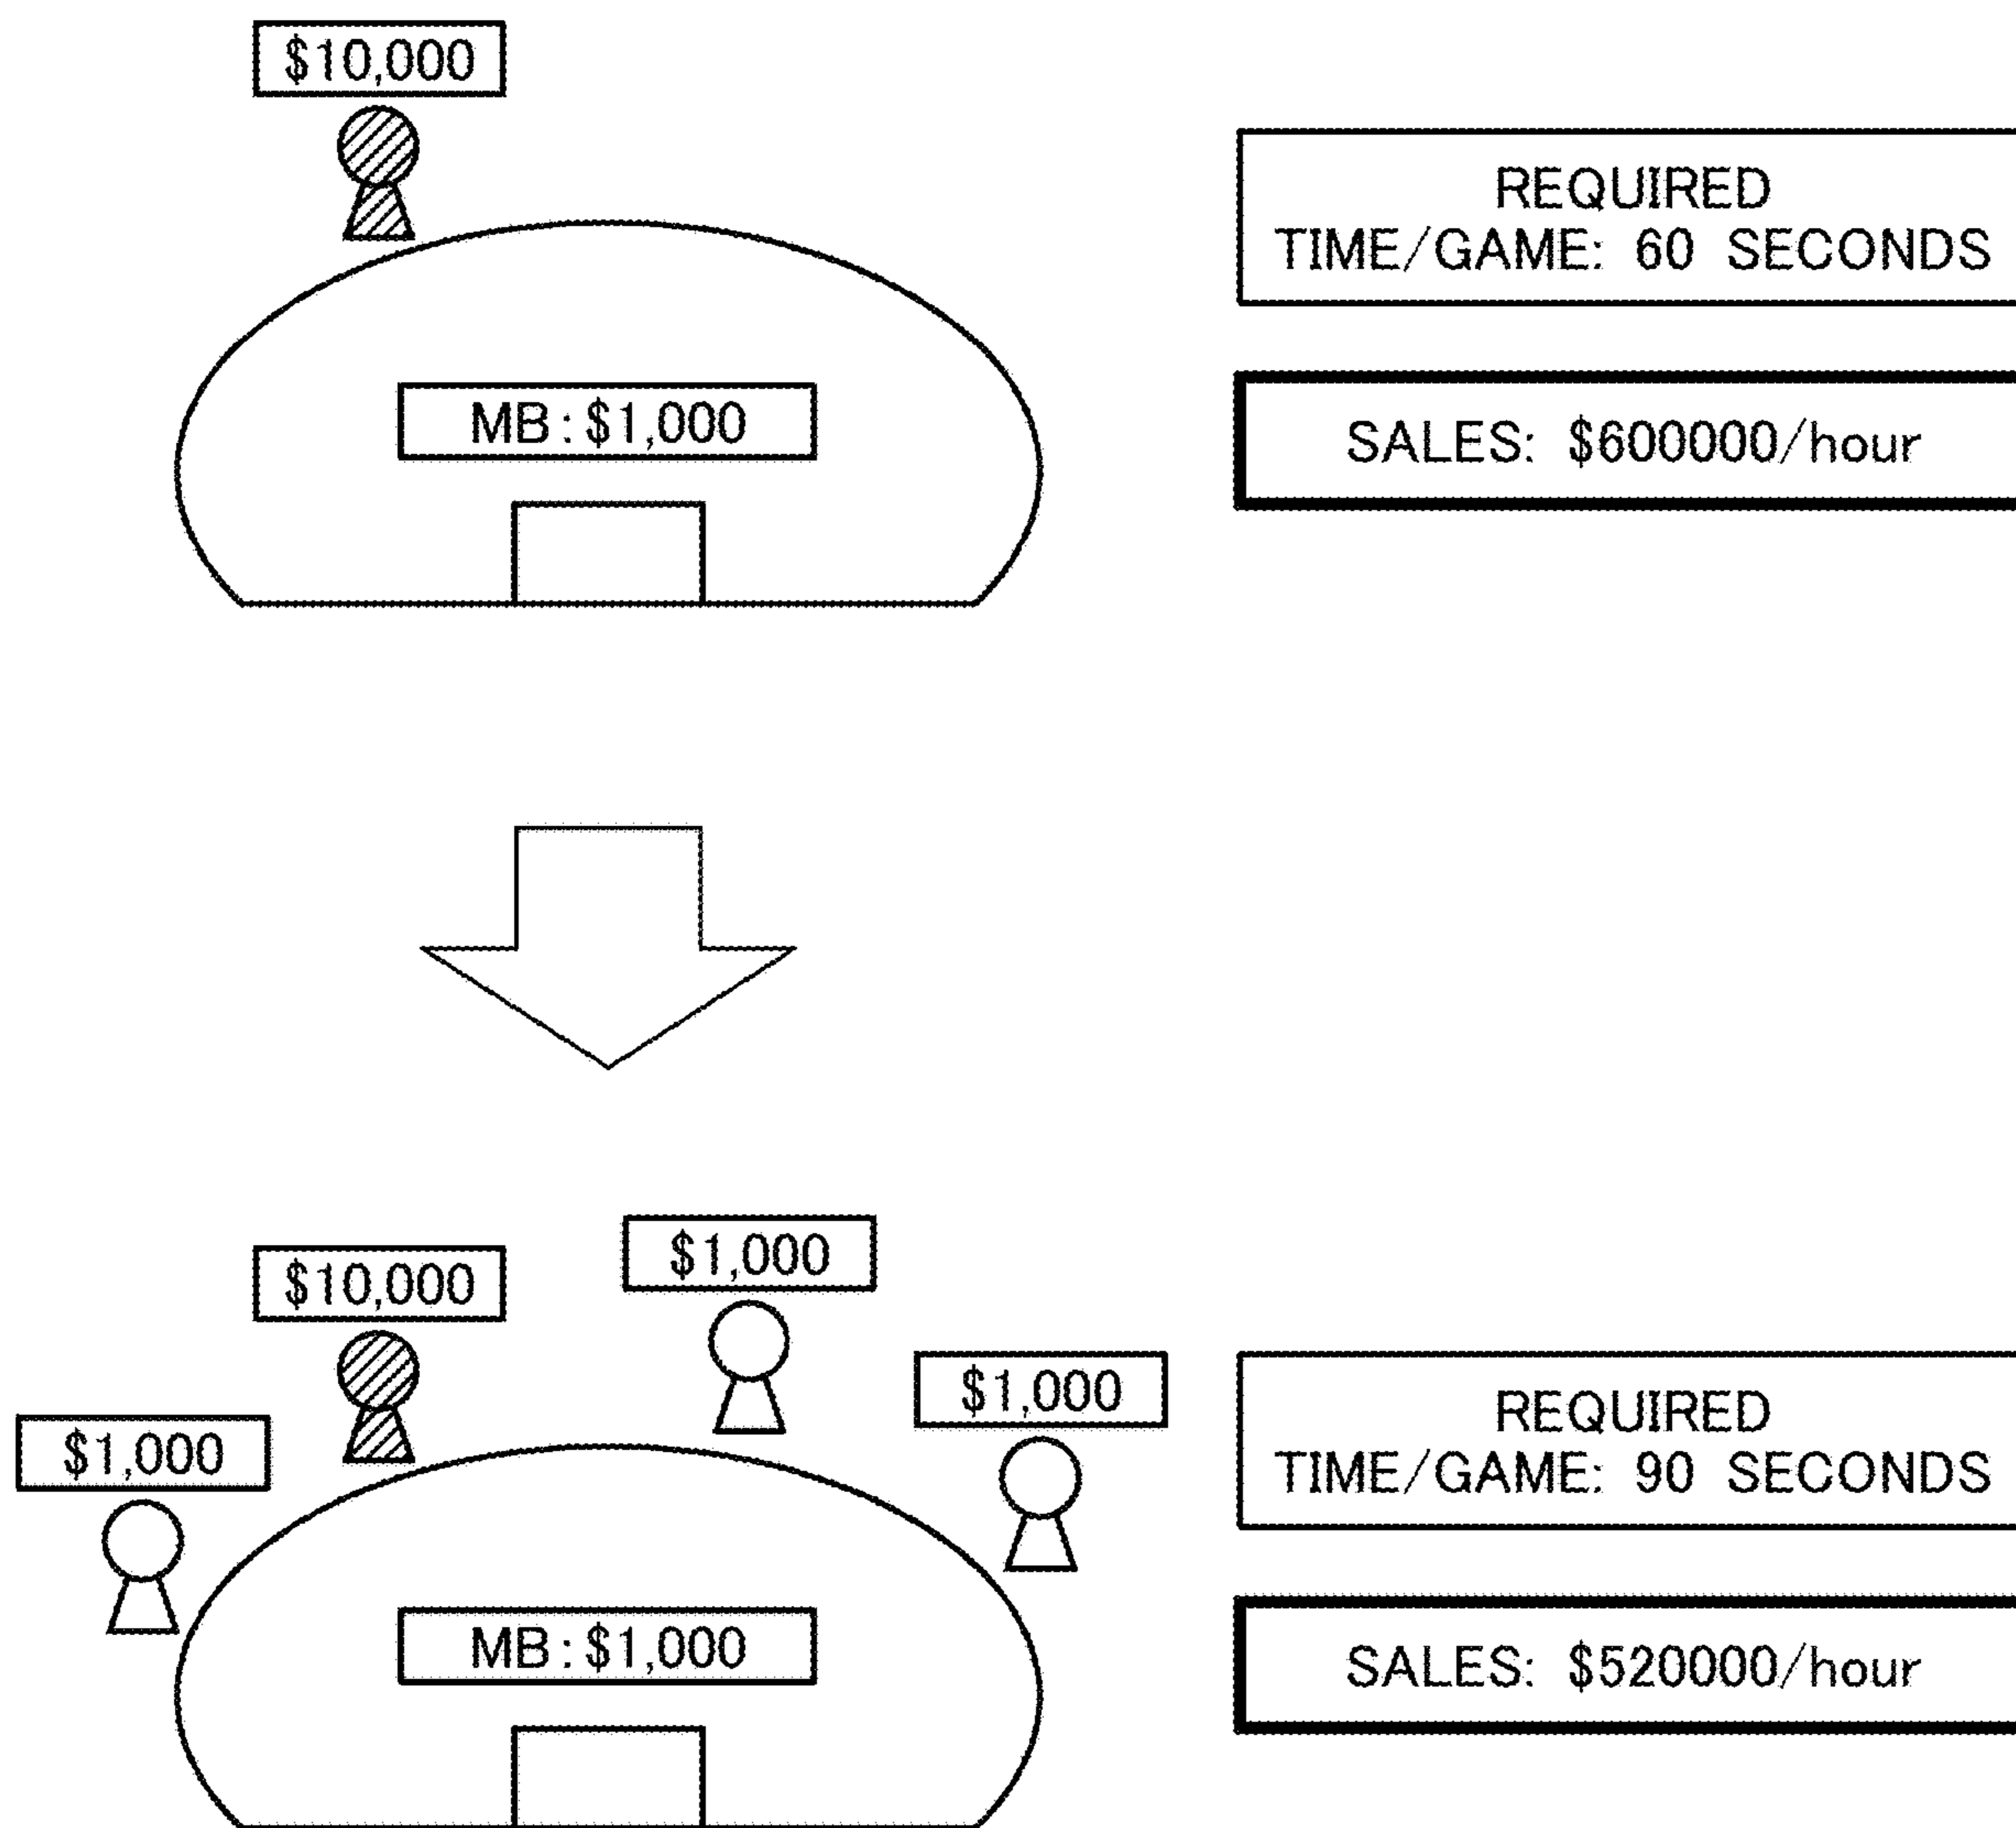 $10,000
REQUIRED
TIME/GAME: 60 SECONDS
MB:$1,000
SALES: $600000/hour
$1,000
$10,000
$1,000
$1,000
REQUIRED
TIME/GAME: 90 SECONDS
MB:$1,000
SALES: $520000/hour